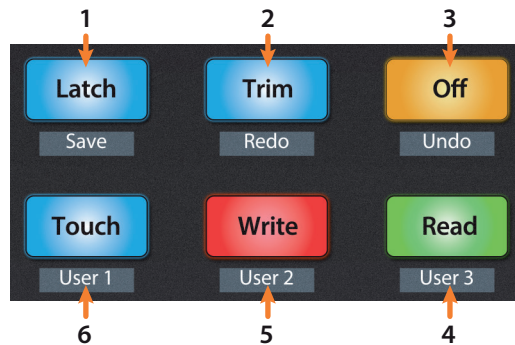 1 2 3
Latch Trim Off
Save Redo Undo
Touch Write Read
User 1 User 2 User 3
6 5 4